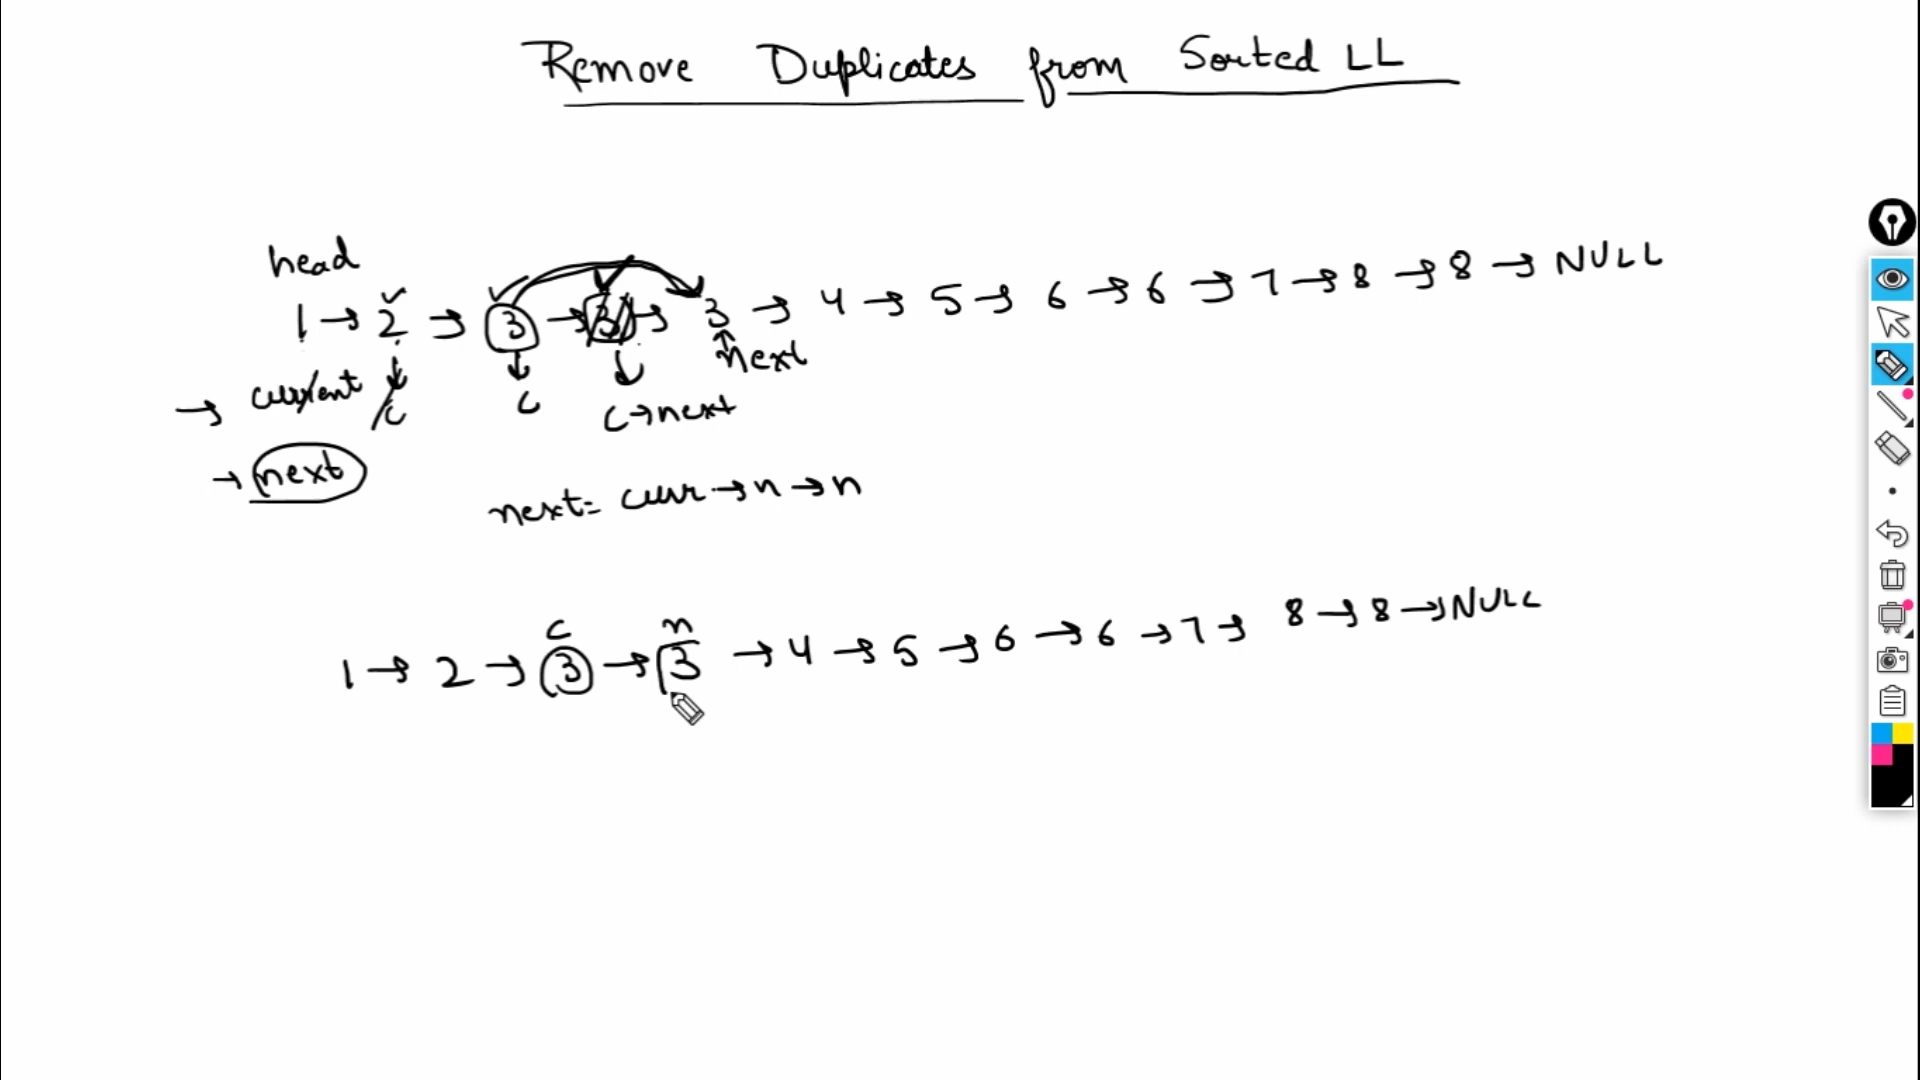 Remove Duplicates from Sorted LL
head
1 → 2 → 3 → 3 → 3 → 4 → 5 → 6 → 6 → 7 → 8 → 8 → NULL
next
→ current c c c→next
→ next
next = curr → n → n
c n
1 → 2 → 3 → 3 → 4 → 5 → 6 → 6 → 7 → 8 → 8 → NULL